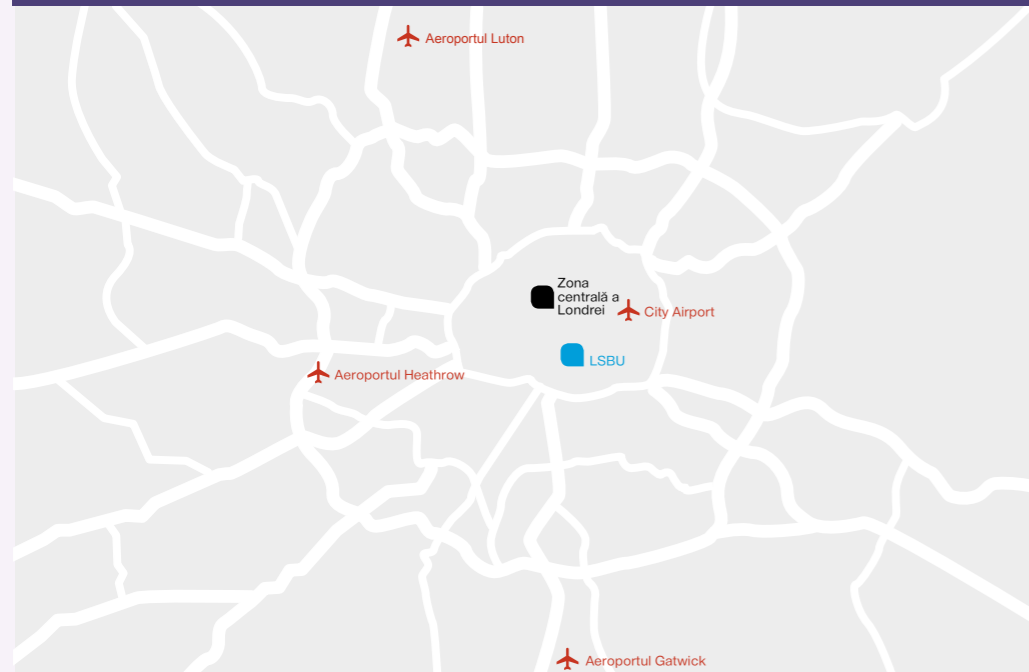 Aeroportul Luton
Zona
centrală a
Londrei
City Airport
LSBU
Aeroportul Heathrow
Aeroportul Gatwick